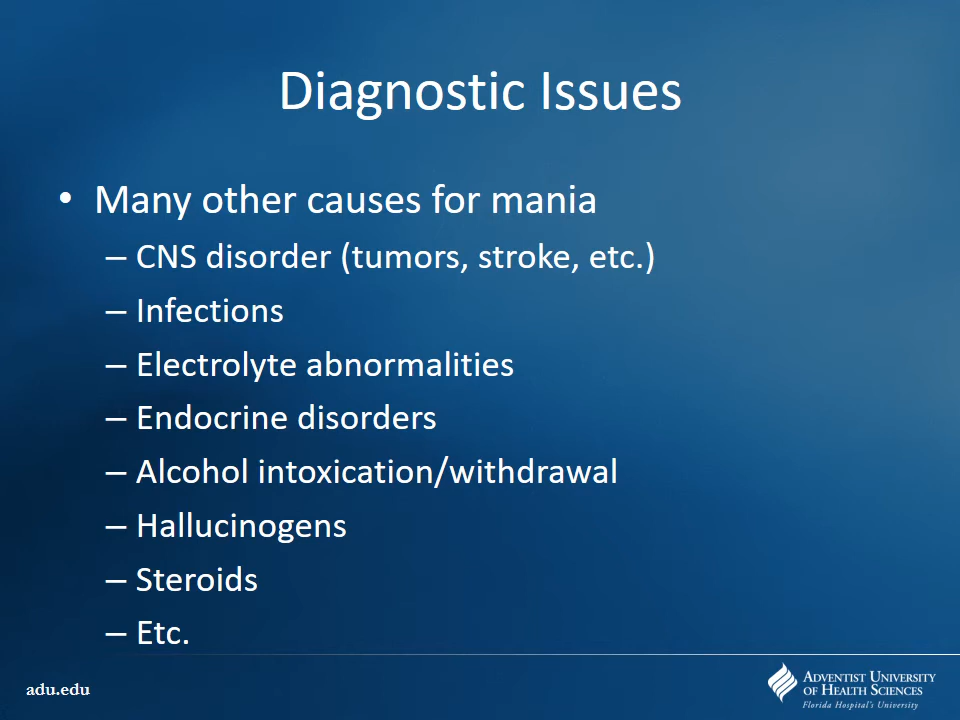 Diagnostic Issues
• Many other causes for mania
– CNS disorder (tumors, stroke, etc.)
– Infections
– Electrolyte abnormalities
– Endocrine disorders
– Alcohol intoxication/withdrawal
– Hallucinogens
– Steroids
– Etc.
adu.edu
Adventist University
of Health Sciences
Florida Hospital's University